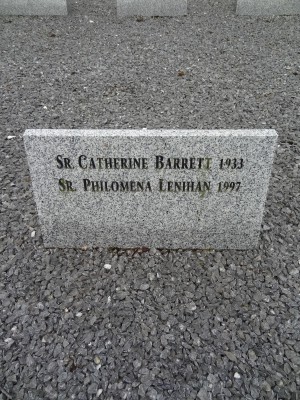 Sr. Catherine Barrett 1933
Sr. Philomena Lenihan 1997